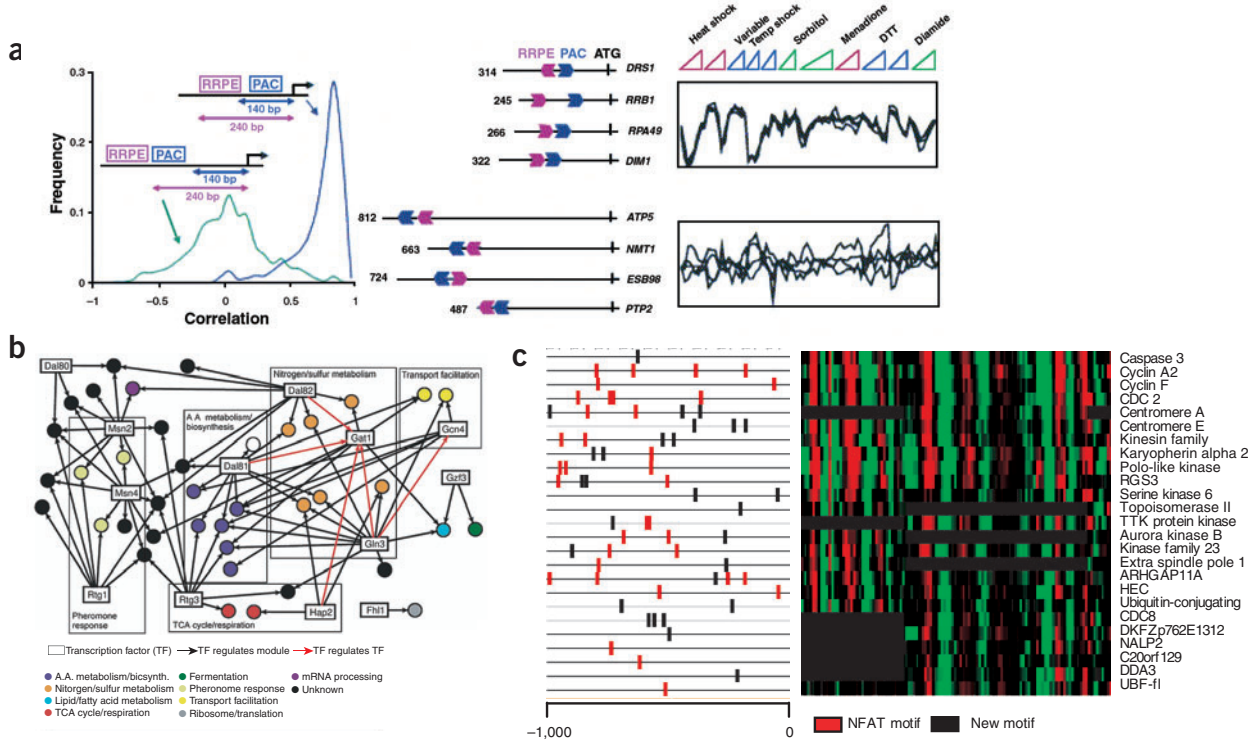 a
0.3
0.2
0.1
0
Frequency
−1
−0.5
0
0.5
1
Correlation
RRPE PAC
140 bp
240 bp
RRPE PAC
140 bp
240 bp
RRPE PAC ATG
314 DRS1
245 RRB1
266 RPA49
322 DIM1
812 ATP5
663 NMT1
724 ESB98
487 PTP2
Heat shock
Variable
Temp shock
Sorbitol
Menadione
DTT
Diamide
b
Dal80
Nitrogen/sulfur metabolism
Transport facilitation
Dal82
A A metabolism/
biosynthesis
Msn2
Gat1
Gcn4
Dal81
Msn4
Gzf3
Gln3
Rtg1
Rtg3
Hap2
Fhl1
Pheromone
response
TCA cycle/respiration
Transcription factor (TF) TF regulates module TF regulates TF
A.A. metabolism/bicsynth.
Nitorgen/sulfur metabolism
Lipid/fatty acid metabolism
TCA cycle/respiration
Fermentation
Pheronome response
Transport facilitation
Ribosome/translation
mRNA processing
Unknown
c
Caspase 3
Cyclin A2
Cyclin F
CDC 2
Centromere A
Centromere E
Kinesin family
Karyopherin alpha 2
Polo-like kinase
RGS3
Serine kinase 6
Topoisomerase II
TTK protein kinase
Aurora kinase B
Kinase family 23
Extra spindle pole 1
ARHGAP11A
HEC
Ubiquitin-conjugating
CDC8
DKFZp762E1312
NALP2
C20orf129
DDA3
UBF-fl
−1,000
0
NFAT motif
New motif